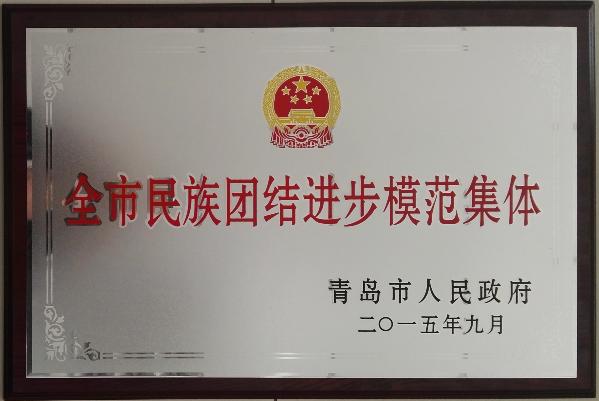 全市民族团结进步模范集体
青岛市人民政府
二〇一五年九月